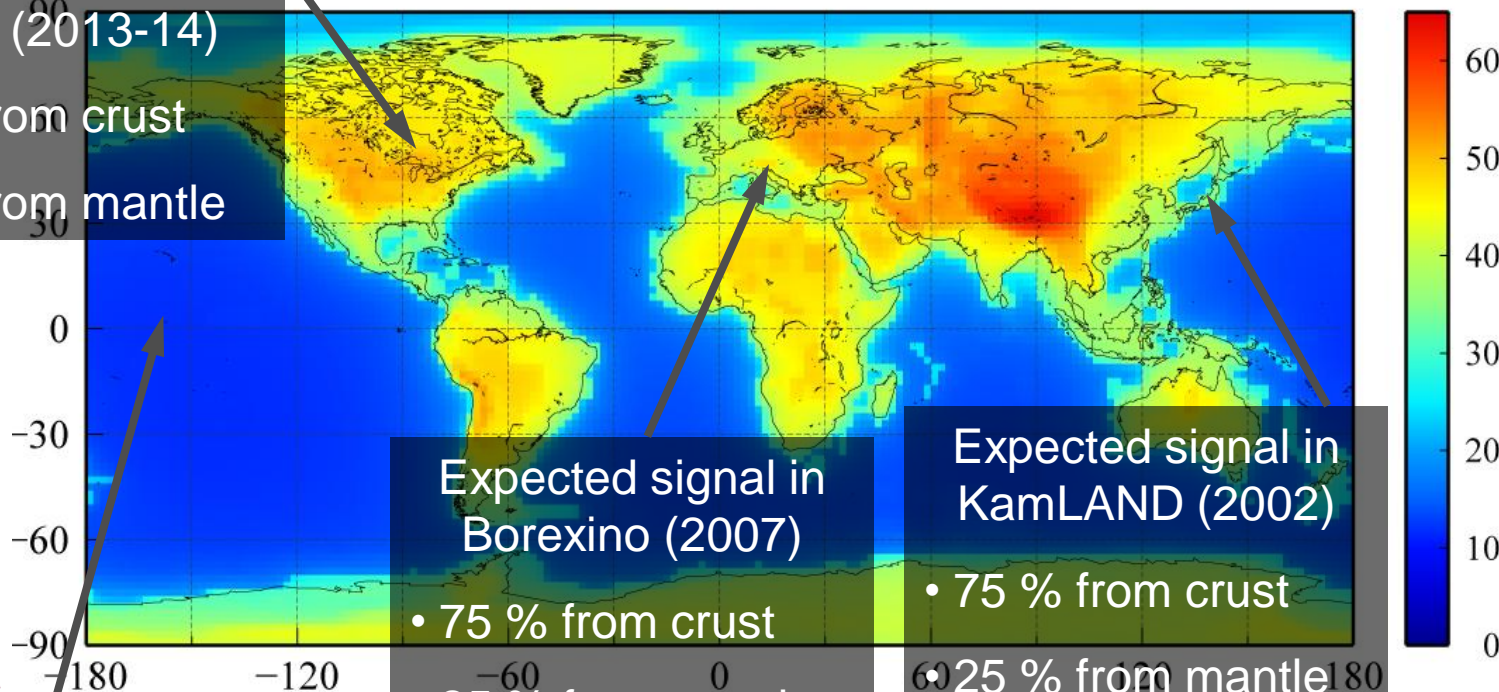 90
(2013-14)
crust
mantle
30
0
−30
−60
−90
−180
−120
−60
0
60
120
180
Expected signal in
Borexino (2007)
• 75 % from crust
Expected signal in
KamLAND (2002)
• 75 % from crust
• 25 % from mantle
60
50
40
30
20
10
0